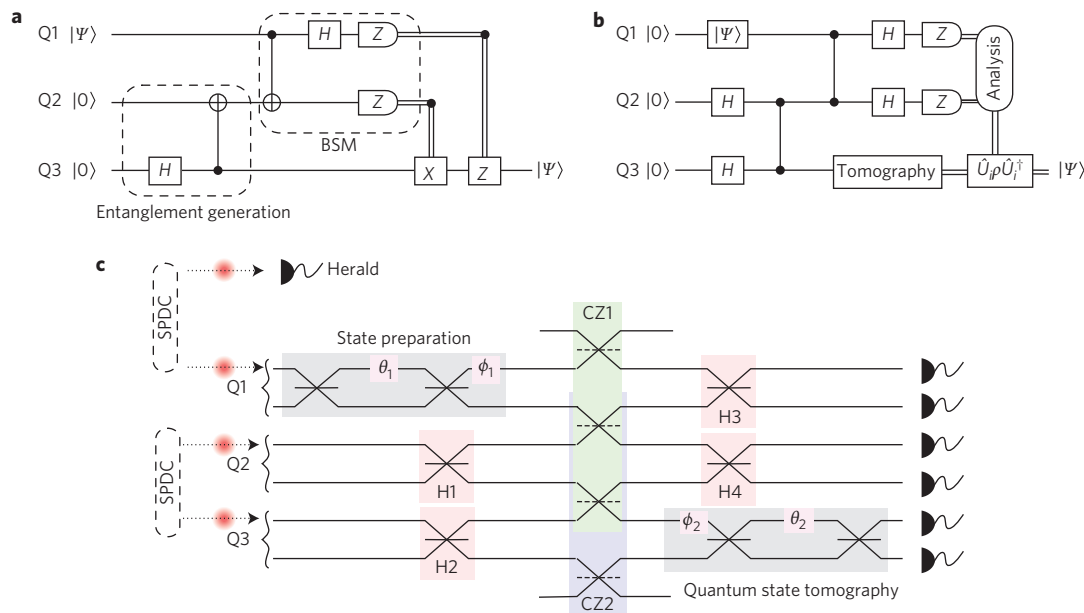 a
Q1 |Ψ⟩ H Z
Q2 |0⟩ Z
BSM
Q3 |0⟩ H X Z |Ψ⟩
Entanglement generation
b
Q1 |0⟩ |Ψ⟩ H Z
Analysis
Q2 |0⟩ H H Z
Q3 |0⟩ H Tomography Û_iρÛ_i† |Ψ⟩
c
SPDC
Herald
CZ1
State preparation
θ₁ ϕ₁
Q1
H3
SPDC
Q2
H1 H4
Q3
ϕ₂ θ₂
H2
CZ2
Quantum state tomography